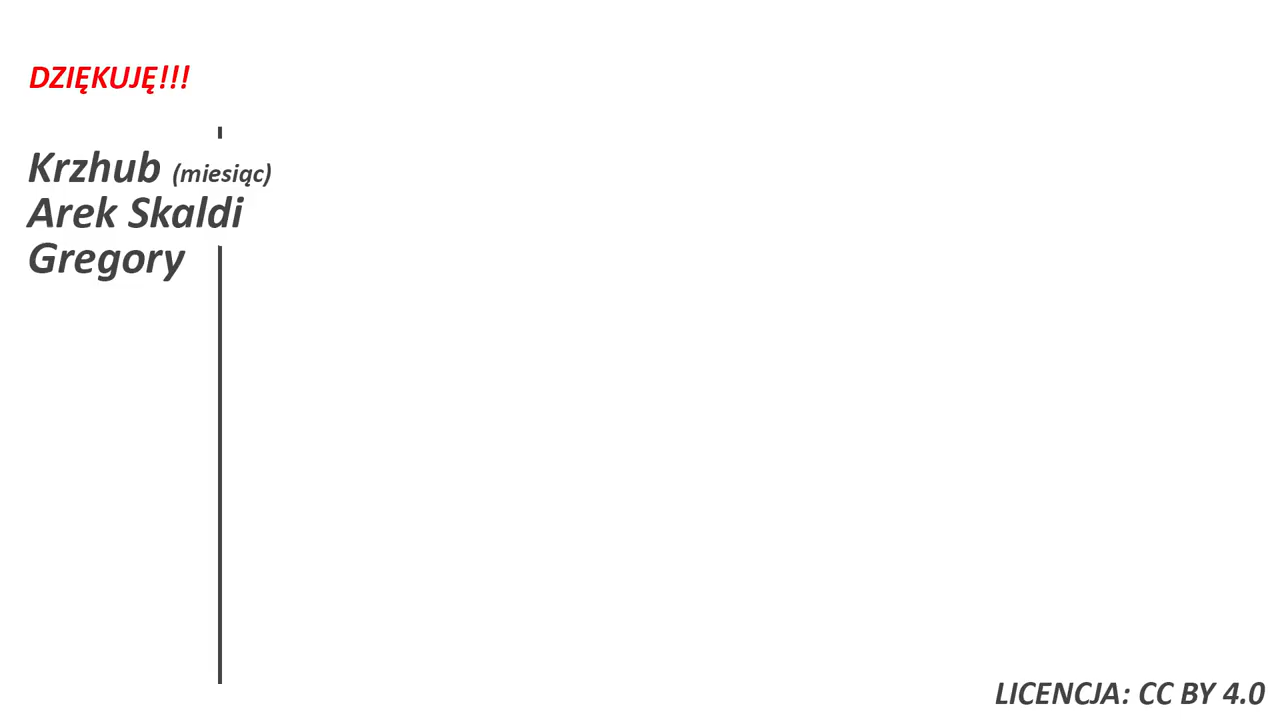 DZIĘKUJĘ!!!
Krzhub (miesiąc)
Arek Skaldi
Gregory
LICENCJA: CC BY 4.0